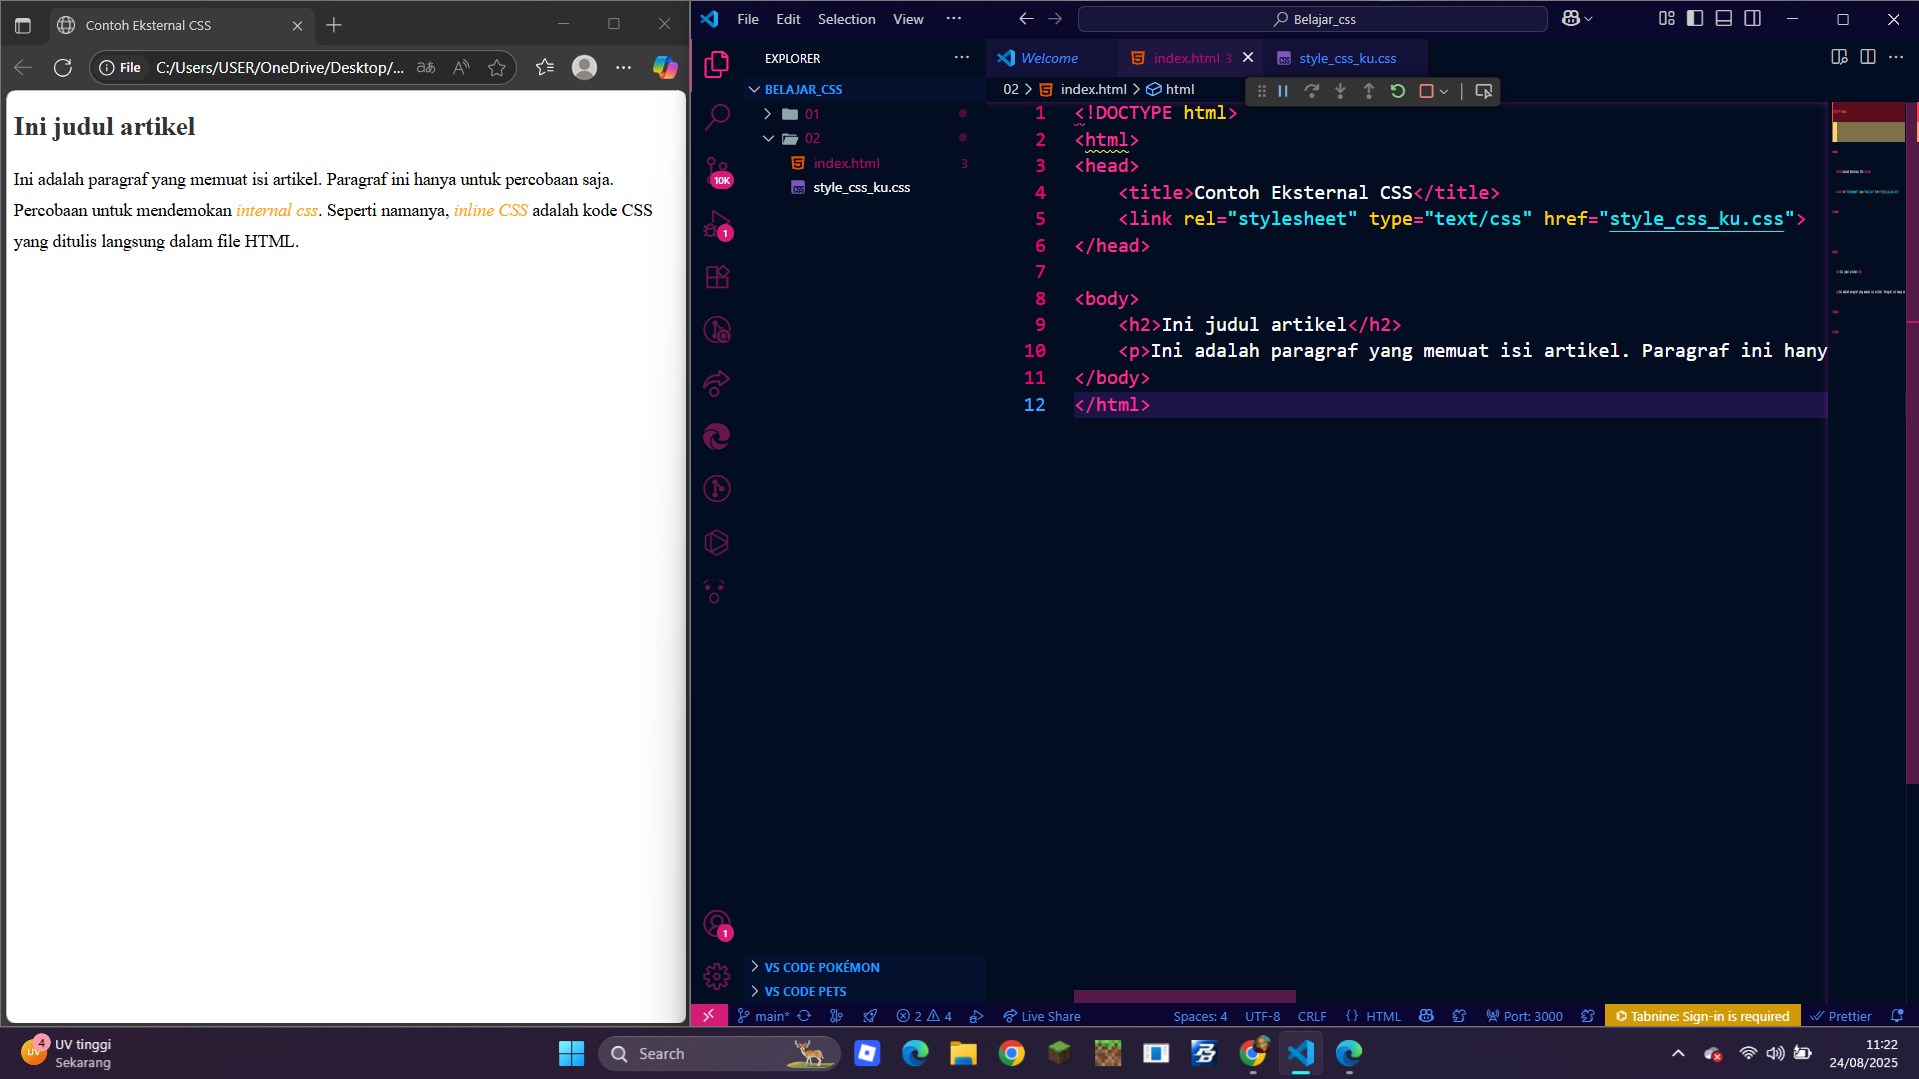 Contoh Eksternal CSS
File C:/Users/USER/OneDrive/Desktop/...
Ini judul artikel
Ini adalah paragraf yang memuat isi artikel. Paragraf ini hanya untuk percobaan saja.
Percobaan untuk mendemokan internal css. Seperti namanya, inline CSS adalah kode CSS
yang ditulis langsung dalam file HTML.
File Edit Selection View ...
Belajar_css
EXPLORER
BELAJAR_CSS
01
02
index.html 3
style_css_ku.css
10K
1
1
VS CODE POKÉMON
VS CODE PETS
Welcome index.html 3 style_css_ku.css
02 > index.html > html
1 <!DOCTYPE html>
2 <html>
3 <head>
4 <title>Contoh Eksternal CSS</title>
5 <link rel="stylesheet" type="text/css" href="style_css_ku.css">
6 </head>
7
8 <body>
9 <h2>Ini judul artikel</h2>
10 <p>Ini adalah paragraf yang memuat isi artikel. Paragraf ini hany
11 </body>
12 </html>
main* 2 4 Live Share Spaces: 4 UTF-8 CRLF { } HTML Port: 3000 Tabnine: Sign-in is required Prettier
UV 4 UV tinggi
Sekarang
Search
11:22
24/08/2025